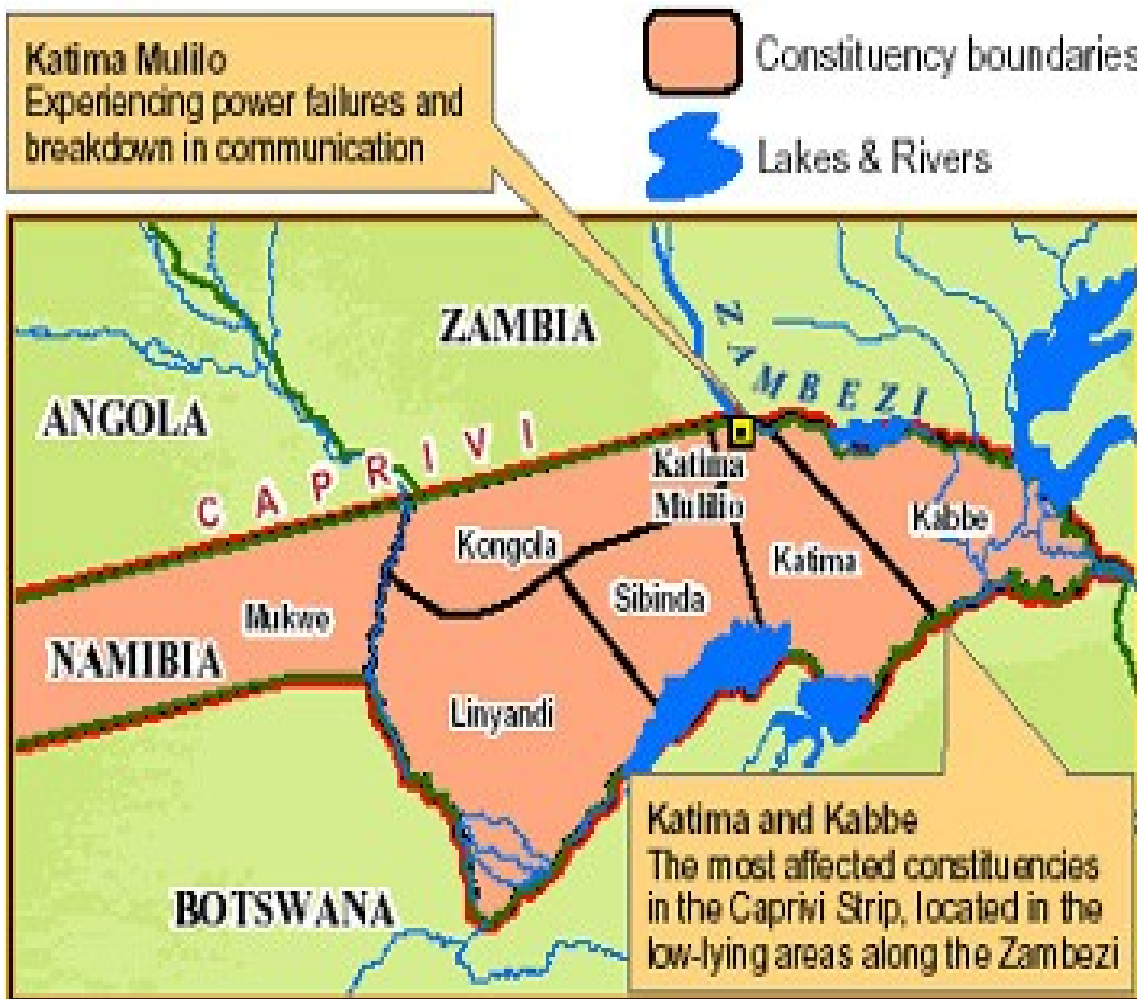 Katima Mulilo
Experiencing power failures and
breakdown in communication
Constituency boundaries
Lakes & Rivers
ZAMBIA
ZAMBEZI
ANGOLA
CAPRIVI
Katima
Mulilio
Kabbe
Kongola
Katima
Sibinda
Mukwe
NAMIBIA
Linyandi
BOTSWANA
Katima and Kabbe
The most affected constituencies
in the Caprivi Strip, located in the
low-lying areas along the Zambezi